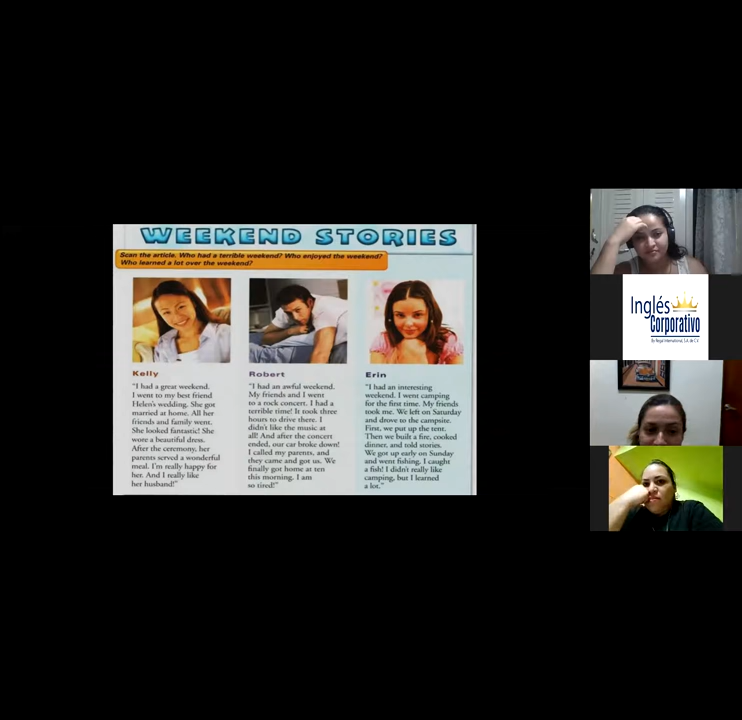 WEEKEND STORIES
Scan the article. Who had a terrible weekend? Who enjoyed the weekend?
Who learned a lot over the weekend?
Kelly
"I had a great weekend.
I went to my best friend
Helen's wedding. She got
married at home. All her
friends and family went.
She looked fantastic! She
wore a beautiful dress.
After the ceremony, her
parents served a wonderful
meal. I'm really happy for
her. And I really like
her husband!"
Robert
"I had an awful weekend.
My friends and I went
to a rock concert. I had a
terrible time! It took three
hours to drive there. I
didn't like the music at
all! And after the concert
ended, our car broke down!
I called my parents, and
they came and got us. We
finally got home at ten
this morning. I am
so tired!"
Erin
"I had an interesting
weekend. I went camping
for the first time. My friends
took me. We left on Saturday
and drove to the campsite.
First, we put up the tent.
Then we built a fire, cooked
dinner, and told stories.
We got up early on Sunday
and went fishing. I caught
a fish! I didn't really like
camping, but I learned
a lot."
Inglés
Corporativo